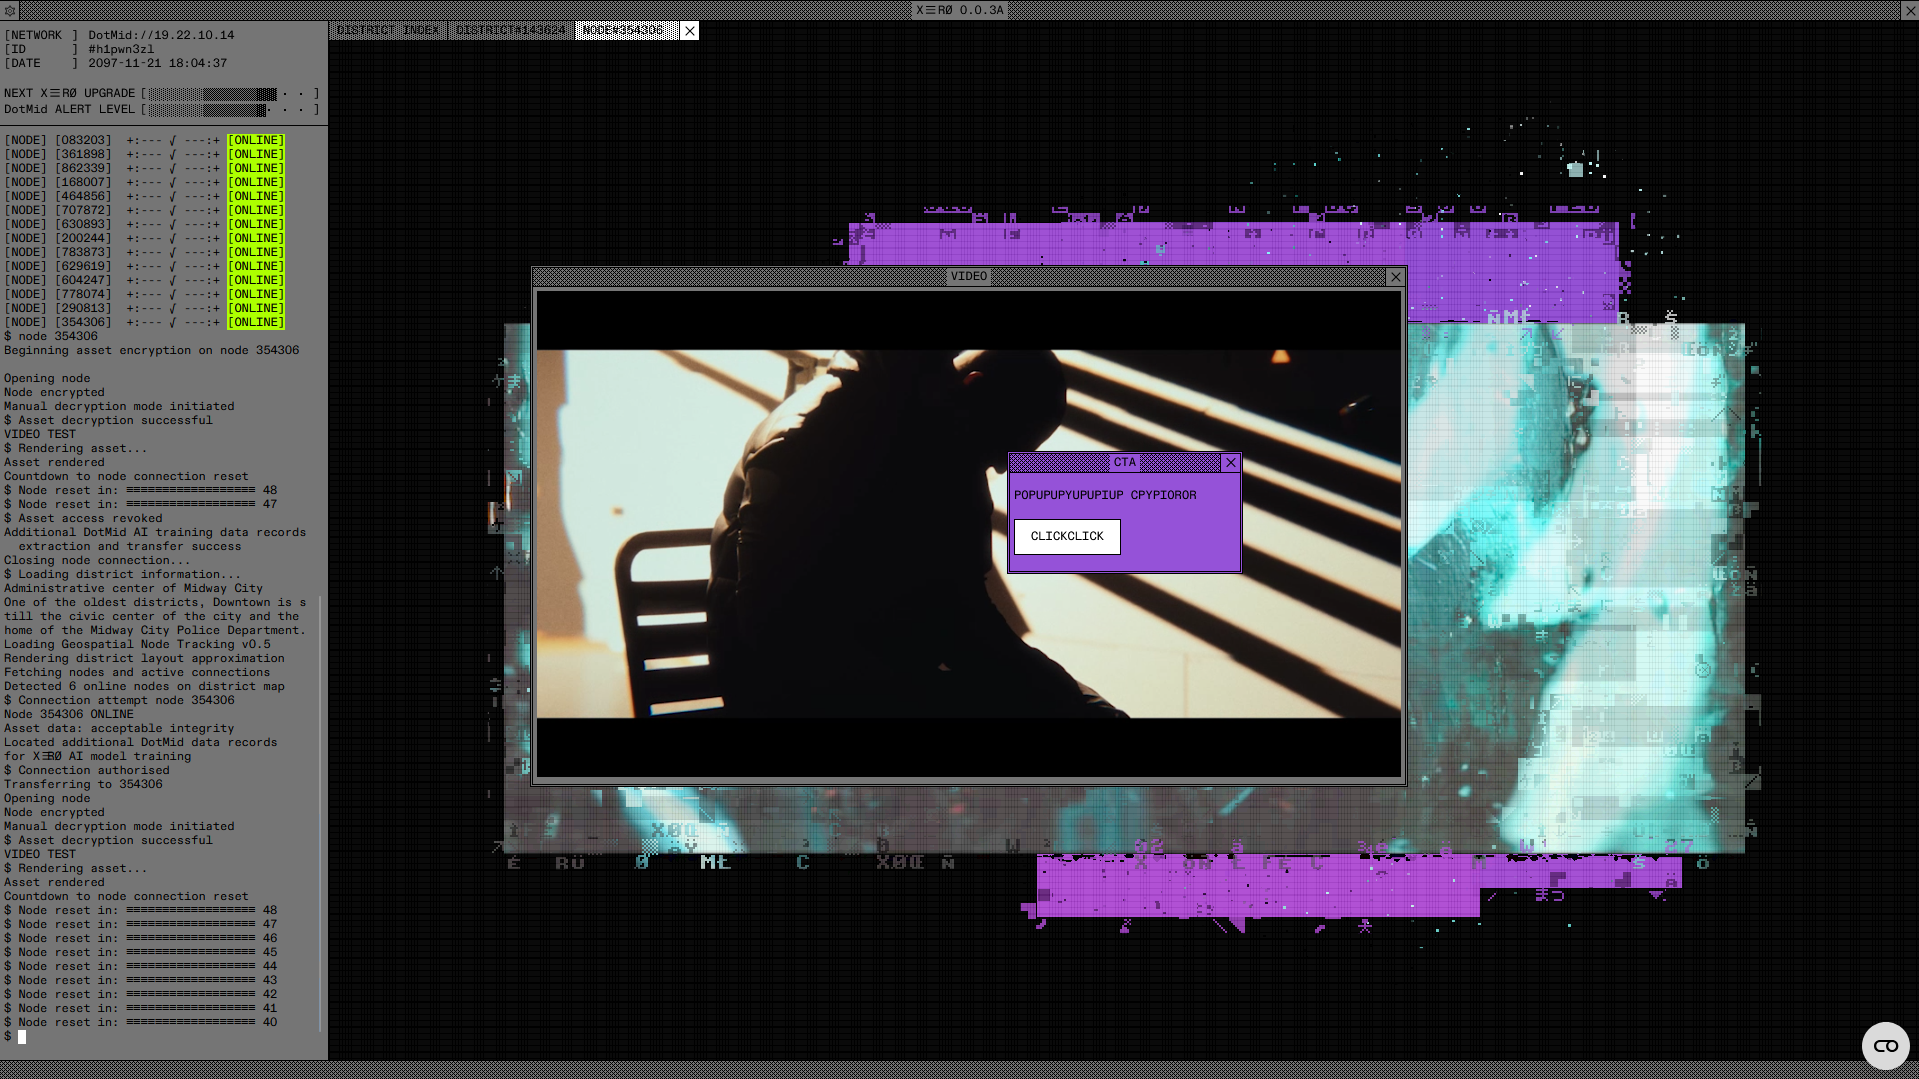 X☰RØ 0.0.3A
[NETWORK ] DotMid://19.22.10.14
[ID ] #h1pwn3zl
[DATE ] 2097-11-21 18:04:37
NEXT X☰RØ UPGRADE [ · · ]
DotMid ALERT LEVEL [ · · · ]
[NODE] [083203] +:--- √ ---:+ [ONLINE]
[NODE] [361898] +:--- √ ---:+ [ONLINE]
[NODE] [862339] +:--- √ ---:+ [ONLINE]
[NODE] [168007] +:--- √ ---:+ [ONLINE]
[NODE] [464856] +:--- √ ---:+ [ONLINE]
[NODE] [707872] +:--- √ ---:+ [ONLINE]
[NODE] [630893] +:--- √ ---:+ [ONLINE]
[NODE] [200244] +:--- √ ---:+ [ONLINE]
[NODE] [783873] +:--- √ ---:+ [ONLINE]
[NODE] [629619] +:--- √ ---:+ [ONLINE]
[NODE] [604247] +:--- √ ---:+ [ONLINE]
[NODE] [778074] +:--- √ ---:+ [ONLINE]
[NODE] [290813] +:--- √ ---:+ [ONLINE]
[NODE] [354306] +:--- √ ---:+ [ONLINE]
$ node 354306
Beginning asset encryption on node 354306
Opening node
Node encrypted
Manual decryption mode initiated
$ Asset decryption successful
VIDEO TEST
$ Rendering asset...
Asset rendered
Countdown to node connection reset
$ Node reset in: ================== 48
$ Node reset in: ================== 47
$ Asset access revoked
Additional DotMid AI training data records
extraction and transfer success
Closing node connection...
$ Loading district information...
Administrative center of Midway City
One of the oldest districts, Downtown is s
till the civic center of the city and the
home of the Midway City Police Department.
Loading Geospatial Node Tracking v0.5
Rendering district layout approximation
Fetching nodes and active connections
Detected 6 online nodes on district map
$ Connection attempt node 354306
Node 354306 ONLINE
Asset data: acceptable integrity
Located additional DotMid data records
for X☰RØ AI model training
$ Connection authorised
Transferring to 354306
Opening node
Node encrypted
Manual decryption mode initiated
$ Asset decryption successful
VIDEO TEST
$ Rendering asset...
Asset rendered
Countdown to node connection reset
$ Node reset in: ================== 48
$ Node reset in: ================== 47
$ Node reset in: ================== 46
$ Node reset in: ================== 45
$ Node reset in: ================== 44
$ Node reset in: ================== 43
$ Node reset in: ================== 42
$ Node reset in: ================== 41
$ Node reset in: ================== 40
$
DISTRICT INDEX DISTRICT#143624 NODE#354306
VIDEO
CTA
POPUPUPYUPUPIUP CPYPIOROR
CLICKCLICK